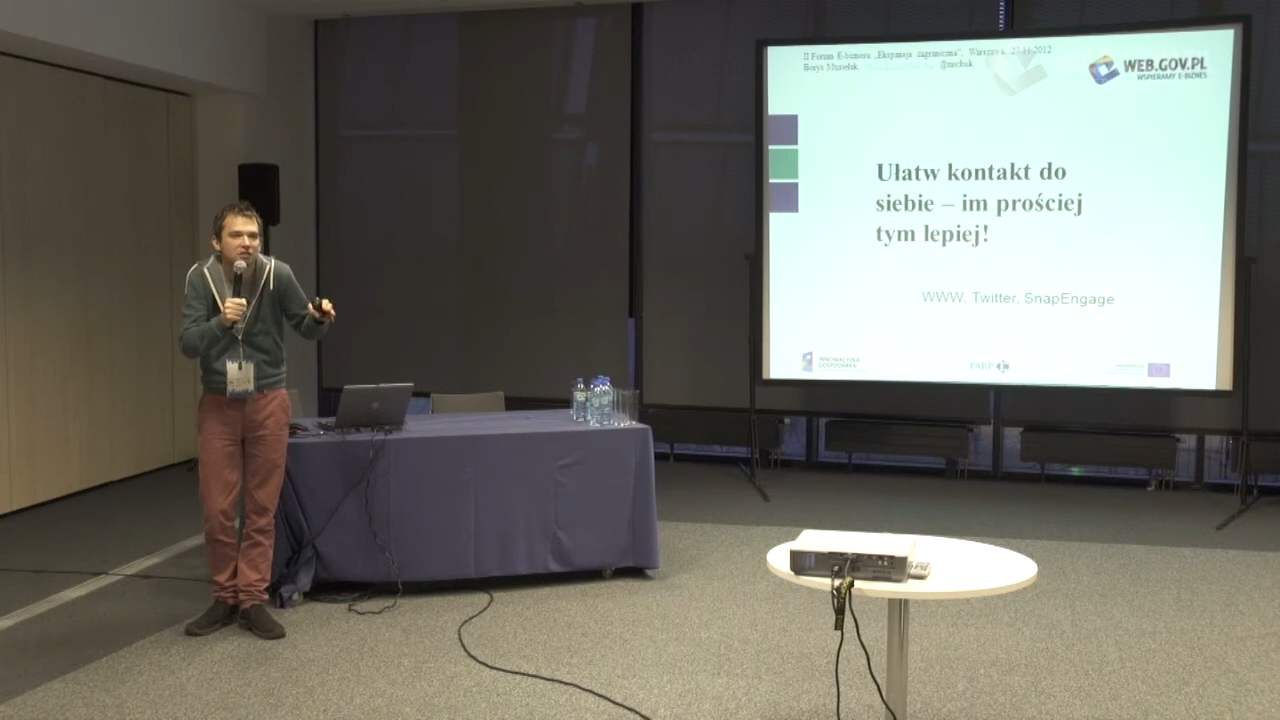 II Forum E-biznesu „Ekspansja zagraniczna”, Warszawa, 27.11.2012
Borys Musielak
WEB.GOV.PL
WSPIERAMY E-BIZNES
Ułatw kontakt do
siebie – im prościej
tym lepiej!
WWW, Twitter, SnapEngage
INNOWACYJNA
GOSPODARKA
PARP